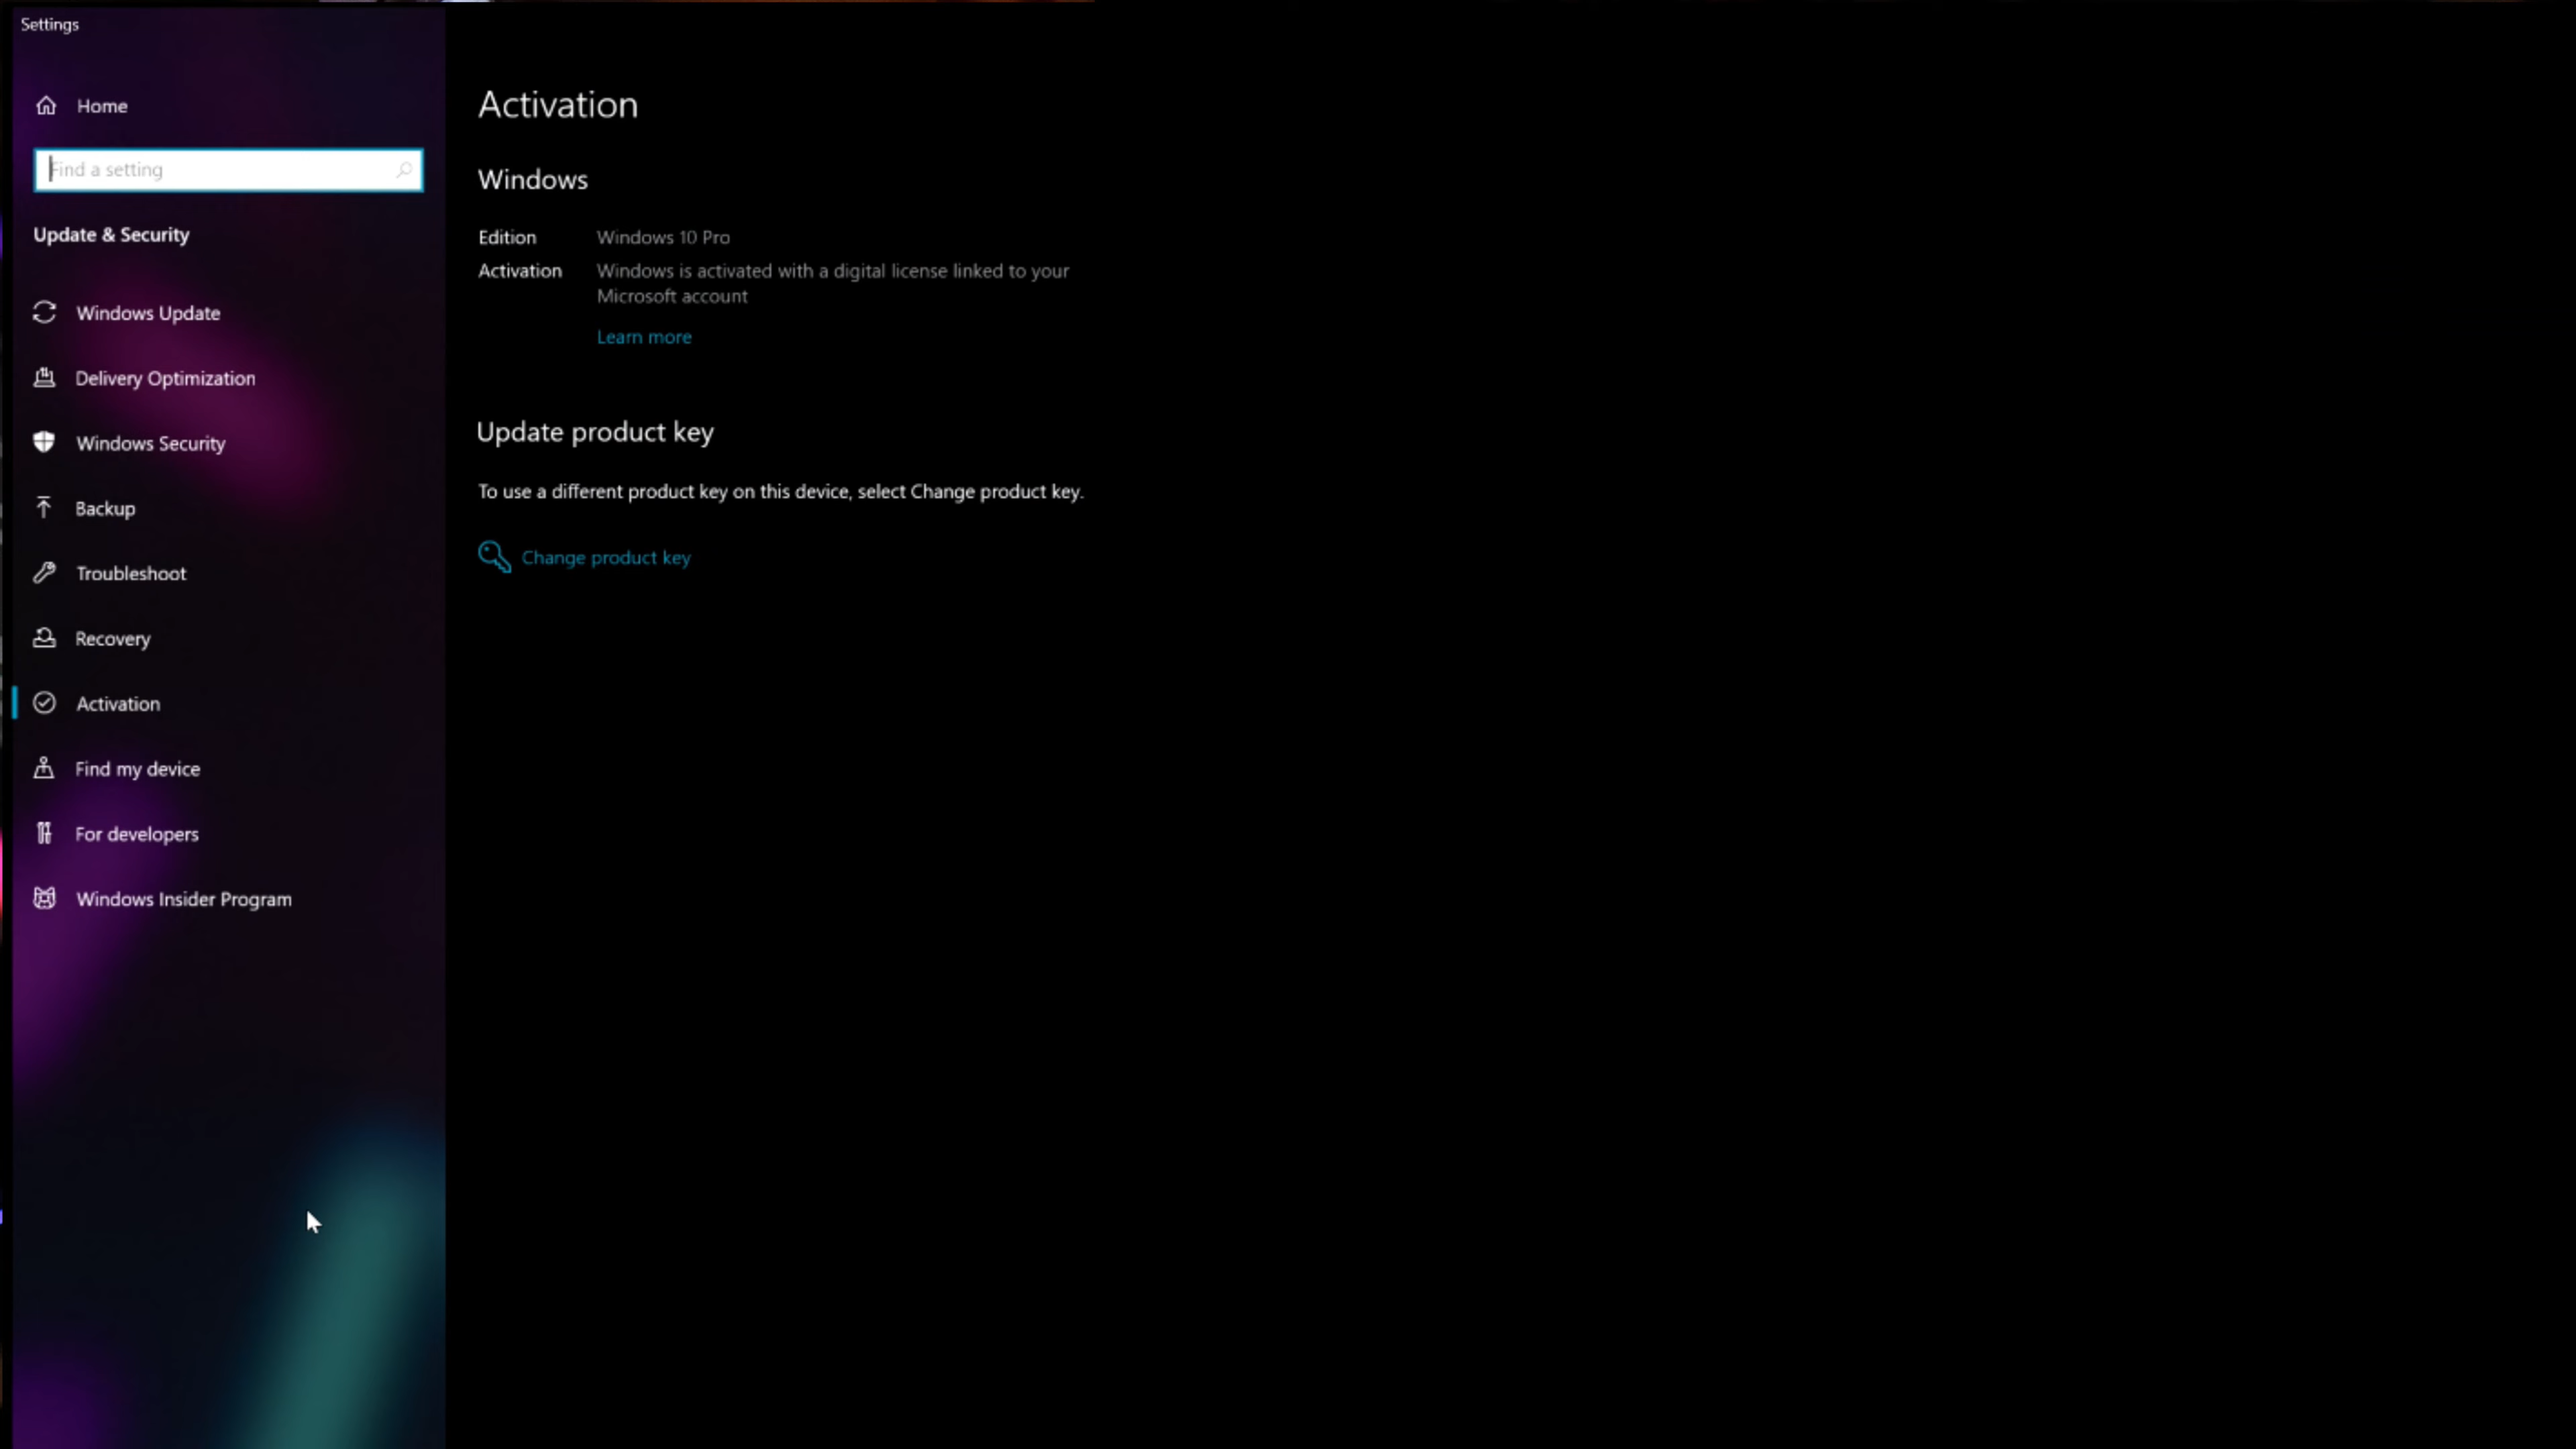 Settings
Home
Find a setting
Update & Security
Windows Update
Delivery Optimization
Windows Security
Backup
Troubleshoot
Recovery
Activation
Find my device
For developers
Windows Insider Program
Activation
Windows
Edition Windows 10 Pro
Activation Windows is activated with a digital license linked to your
Microsoft account
Learn more
Update product key
To use a different product key on this device, select Change product key.
Change product key